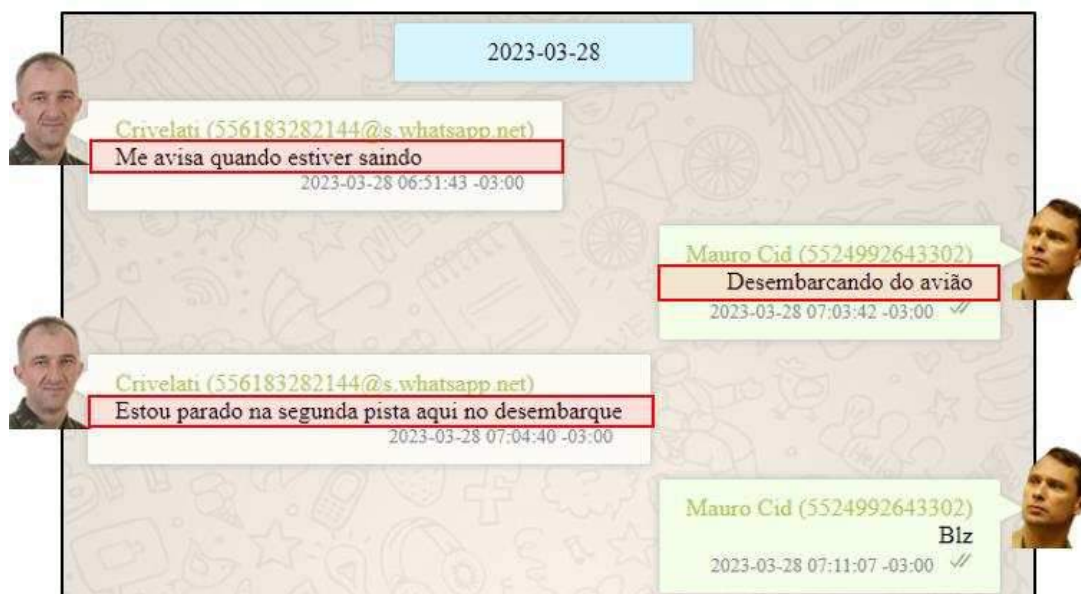 2023-03-28
Crivelati (556183282144@s.whatsapp.net)
Me avisa quando estiver saindo
2023-03-28 06:51:43 -03:00
Mauro Cid (5524992643302)
Desembarcando do avião
2023-03-28 07:03:42 -03:00
Crivelati (556183282144@s.whatsapp.net)
Estou parado na segunda pista aqui no desembarque
2023-03-28 07:04:40 -03:00
Mauro Cid (5524992643302)
Blz
2023-03-28 07:11:07 -03:00